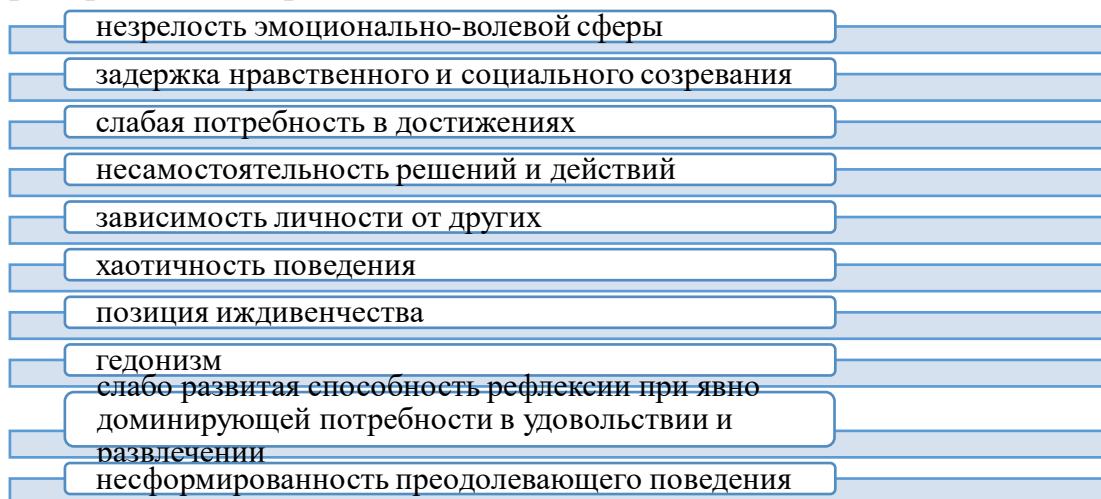 незрелость эмоционально-волевой сферы
задержка нравственного и социального созревания
слабая потребность в достижениях
несамостоятельность решений и действий
зависимость личности от других
хаотичность поведения
позиция иждивенчества
гедонизм
слабо развитая способность рефлексии при явно
доминирующей потребности в удовольствии и
развлечении
несформированность преодолевающего поведения